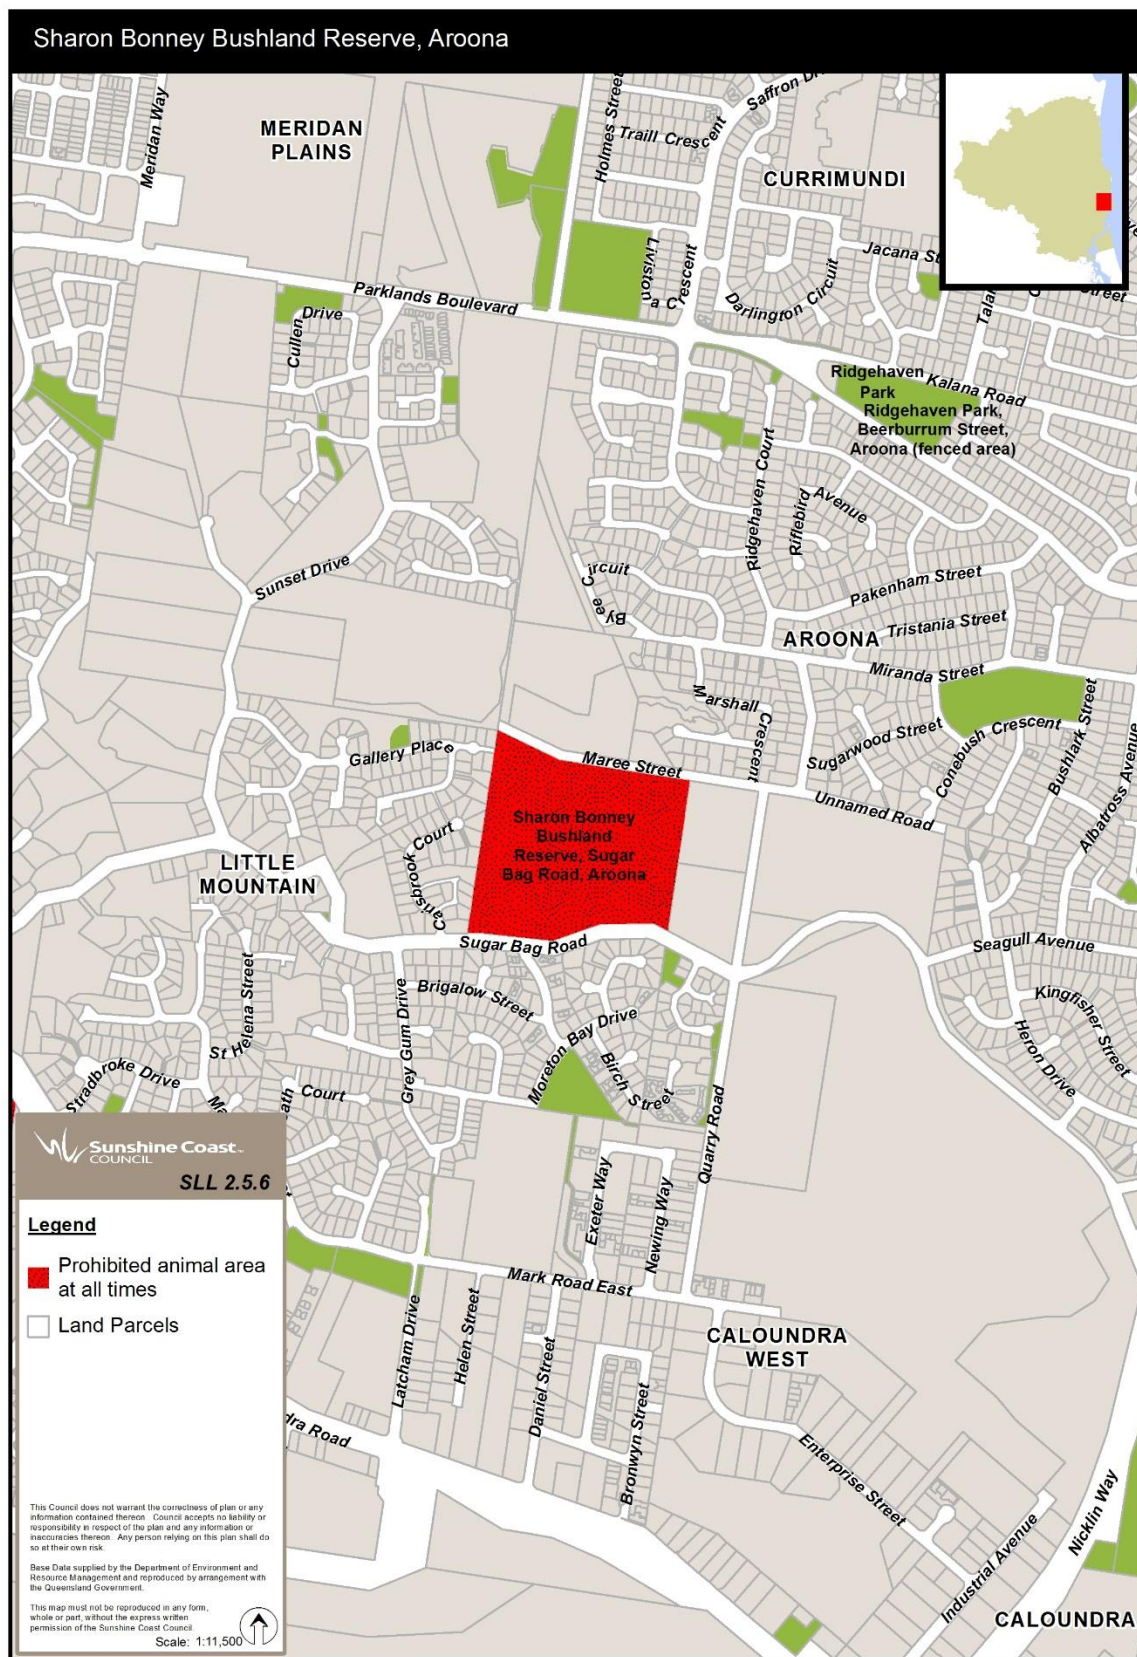 Sharon Bonney Bushland Reserve, Aroona
MERIDAN
PLAINS
Meridan Way
Holmes Street
Traill Crescent
CURRIMUNDI
Jacana St
Street
Livistona Crescent
Darlington Circuit
Parklands Boulevard
Cullen Drive
Ridgehaven
Park
Kalana Road
Ridgehaven Park,
Beerburrum Street,
Aroona (fenced area)
Ridgehaven Court
Riflebird Avenue
Sunset Drive
Byee Circuit
Pakenham Street
Tristania Street
AROONA
Miranda Street
Marshall Crescent
Sugarwood Street
Conebush Crescent
Bushlark Street
Albatross Avenue
Gallery Place
Maree Street
Unnamed Road
Sharon Bonney
Bushland
Reserve, Sugar
Bag Road, Aroona
Carisbrook Court
LITTLE
MOUNTAIN
Sugar Bag Road
Seagull Avenue
Kingfisher Street
Heron Drive
St Helena Street
Grey Gum Drive
Brigalow Street
Moreton Bay Drive
Birch Street
Stradbroke Drive
ath Court
Quarry Road
Exeter Way
Newing Way
Mark Road East
Latcham Drive
Helen Street
Daniel Street
Bronwyn Street
CALOUNDRA
WEST
dra Road
Enterprise Street
Industrial Avenue
Nicklin Way
CALOUNDRA
Sunshine Coast
COUNCIL
SLL 2.5.6
Legend
Prohibited animal area
at all times
Land Parcels
This Council does not warrant the correctness of plan or any
information contained thereon. Council accepts no liability or
responsibility in respect of the plan and any information or
inaccuracies thereon. Any person relying on this plan shall do
so at their own risk.
Base Data supplied by the Department of Environment and
Resource Management and reproduced by arrangement with
the Queensland Government.
This map must not be reproduced in any form,
whole or part, without the express written
permission of the Sunshine Coast Council.
Scale: 1:11,500